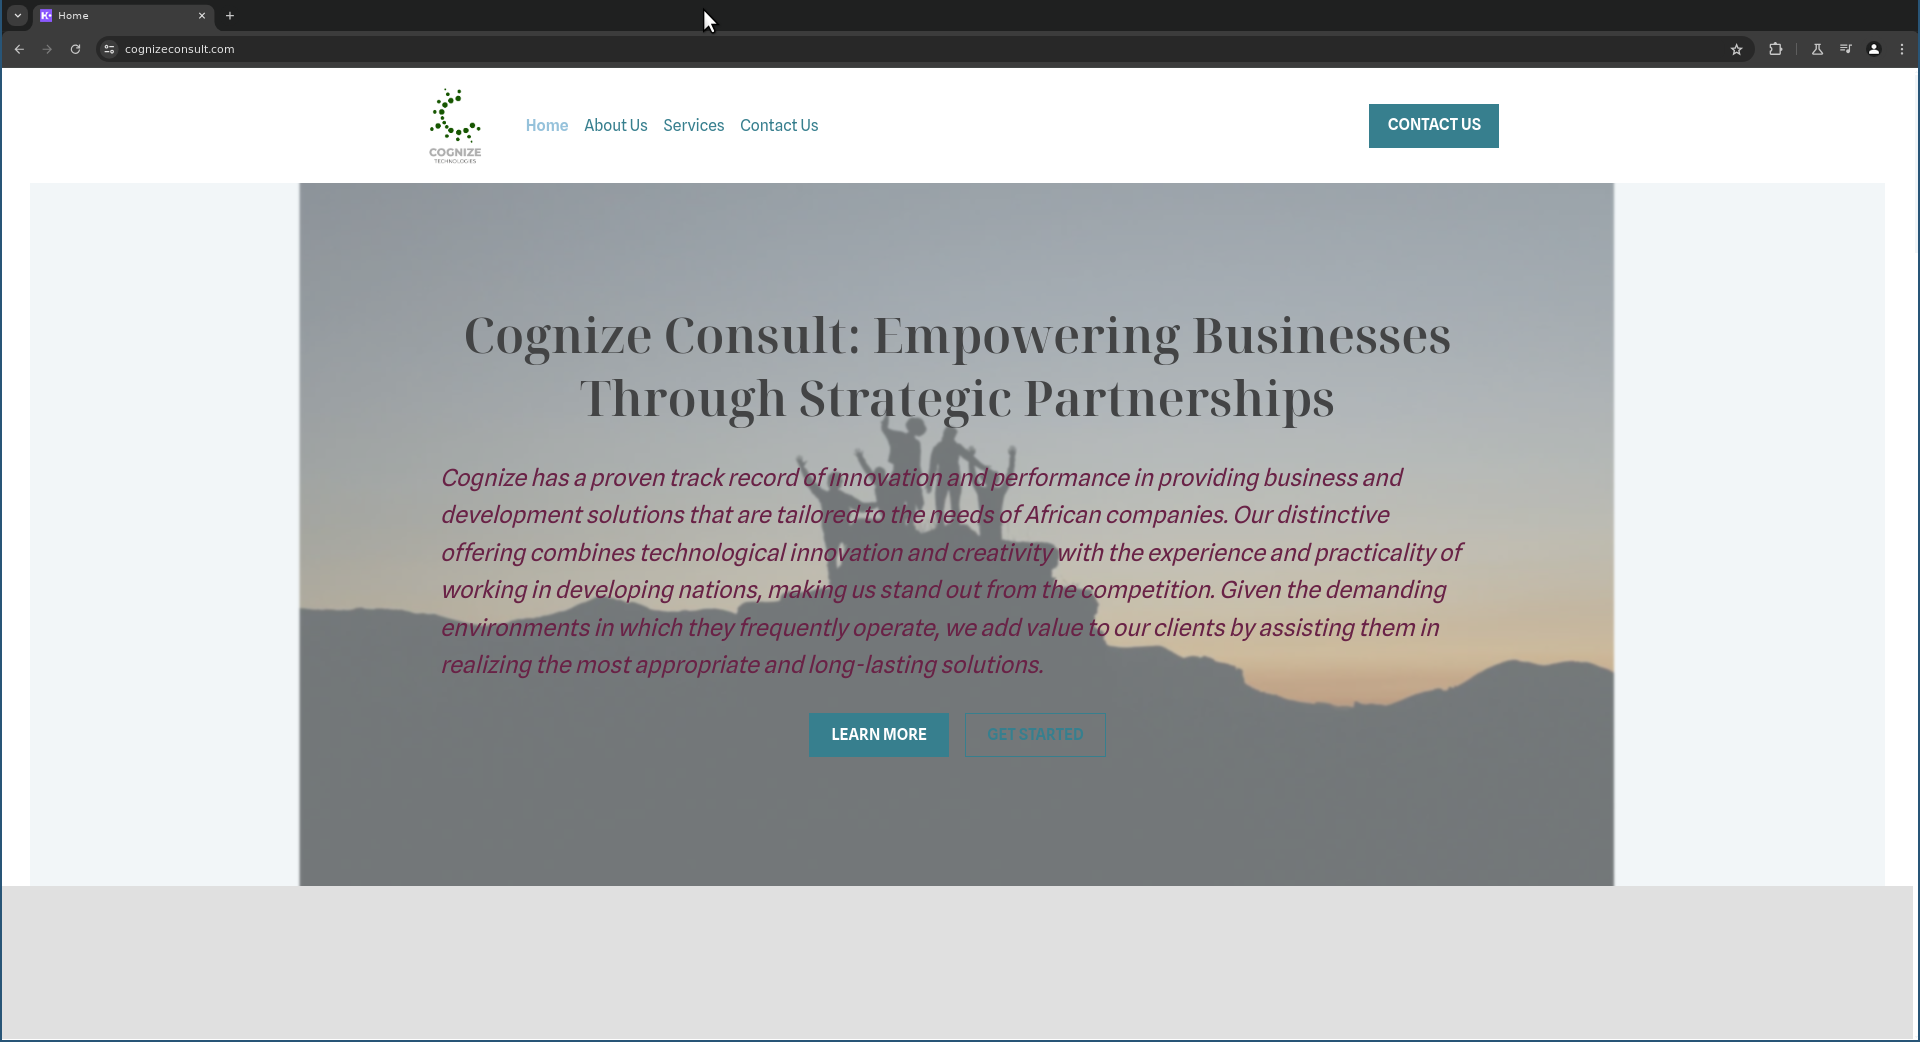 Home
cognizeconsult.com
COGNIZE
TECHNOLOGIES
Home About Us Services Contact Us
CONTACT US
Cognize Consult: Empowering Businesses
Through Strategic Partnerships
Cognize has a proven track record of innovation and performance in providing business and
development solutions that are tailored to the needs of African companies. Our distinctive
offering combines technological innovation and creativity with the experience and practicality of
working in developing nations, making us stand out from the competition. Given the demanding
environments in which they frequently operate, we add value to our clients by assisting them in
realizing the most appropriate and long-lasting solutions.
LEARN MORE GET STARTED